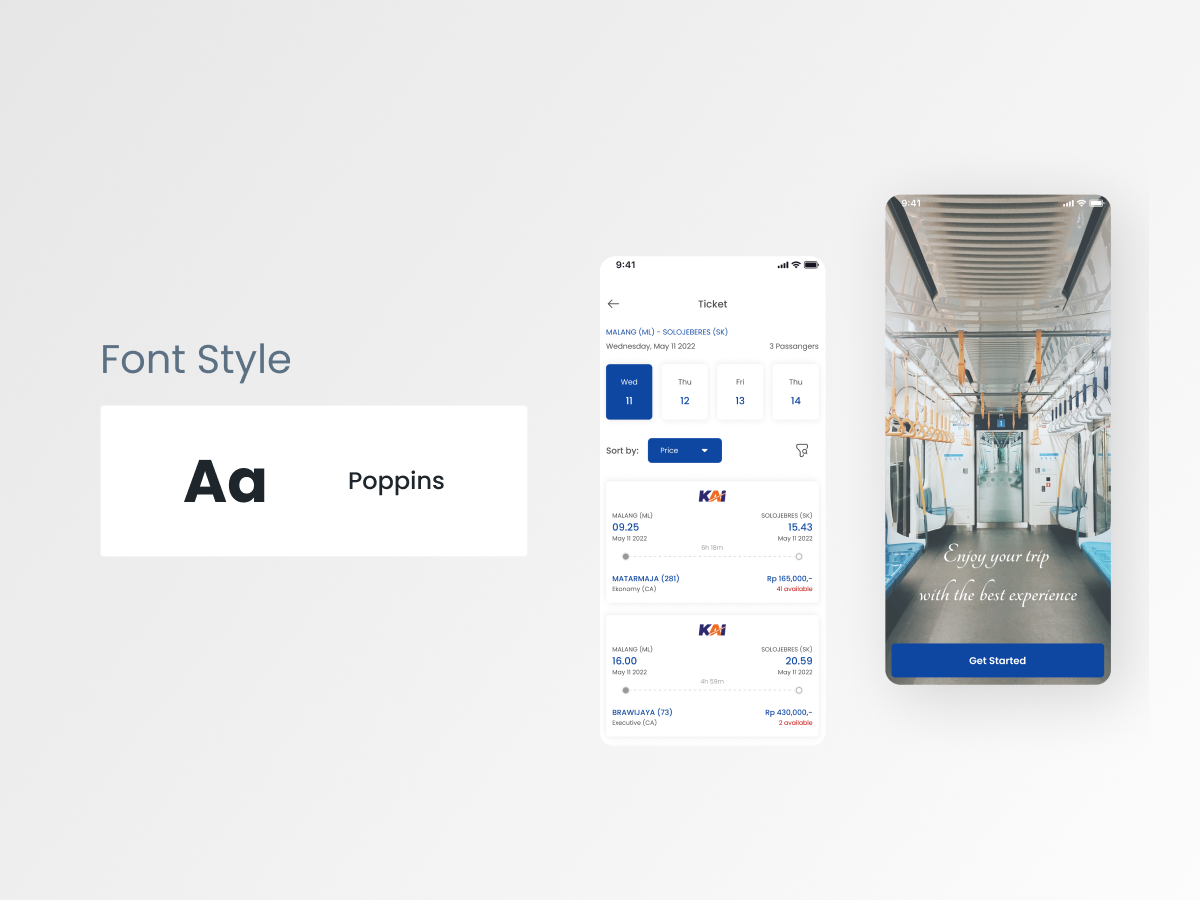 Font Style
Aa
Poppins
9:41
Ticket
MALANG (ML) - SOLOJEBERES (SK)
Wednesday, May 11 2022
3 Passangers
Wed
11
Thu
12
Fri
13
Thu
14
Sort by:
Price
KAi
MALANG (ML)
SOLOJEBRES (SK)
09.25
15.43
May 11 2022
May 11 2022
6h 18m
MATARMAJA (281)
Rp 165,000,-
Ekonomy (CA)
41 available
KAi
MALANG (ML)
SOLOJEBRES (SK)
16.00
20.59
May 11 2022
May 11 2022
4h 59m
BRAWIJAYA (73)
Rp 430,000,-
Executive (CA)
2 available
9:41
1
Enjoy your trip
with the best experience
Get Started